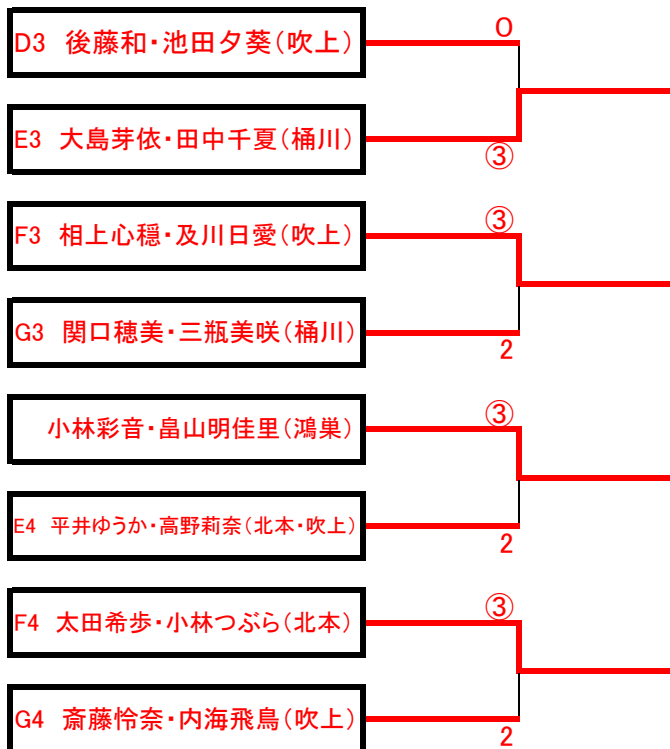 D3 後藤和・池田夕葵(吹上)
0
E3 大島芽依・田中千夏(桶川)
③
F3 相上心穏・及川日愛(吹上)
③
G3 関口穂美・三瓶美咲(桶川)
2
小林彩音・畠山明佳里(鴻巣)
③
E4 平井ゆうか・高野莉奈(北本・吹上)
2
F4 太田希歩・小林つぶら(北本)
③
G4 斎藤怜奈・内海飛鳥(吹上)
2